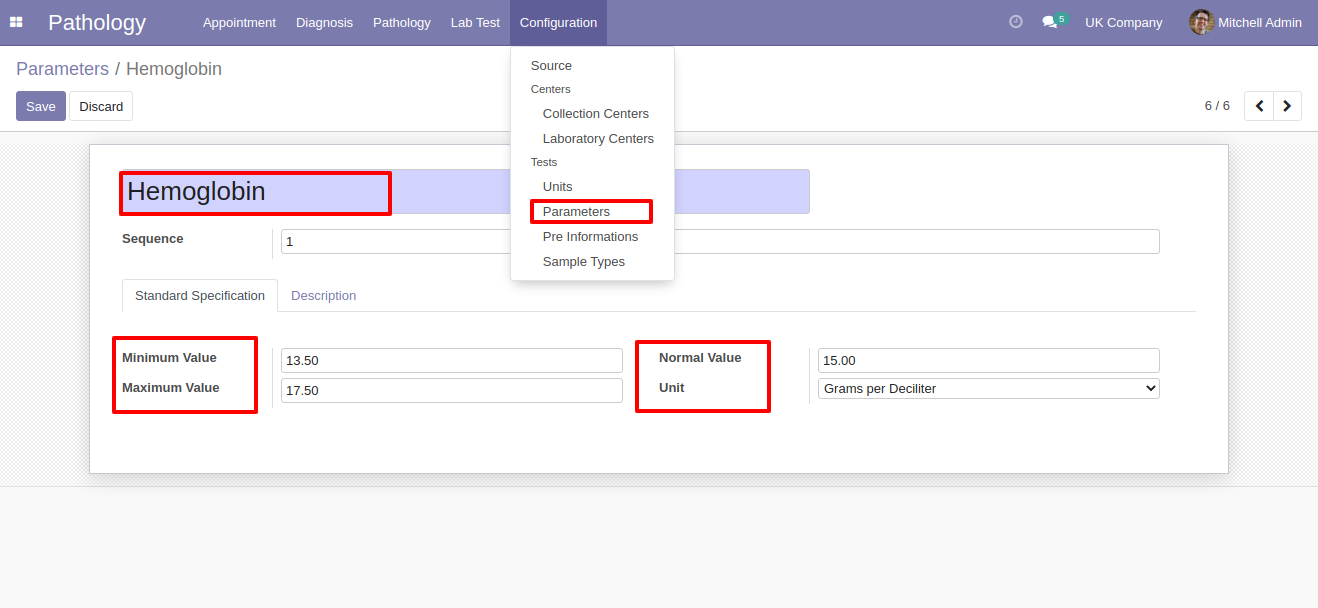 Pathology Appointment Diagnosis Pathology Lab Test Configuration 5 UK Company Mitchell Admin
Parameters / Hemoglobin
Save Discard
6 / 6
Source
Centers
Collection Centers
Laboratory Centers
Tests
Units
Parameters
Pre Informations
Sample Types
Hemoglobin
Sequence 1
Standard Specification Description
Minimum Value 13.50 Normal Value 15.00
Maximum Value 17.50 Unit Grams per Deciliter